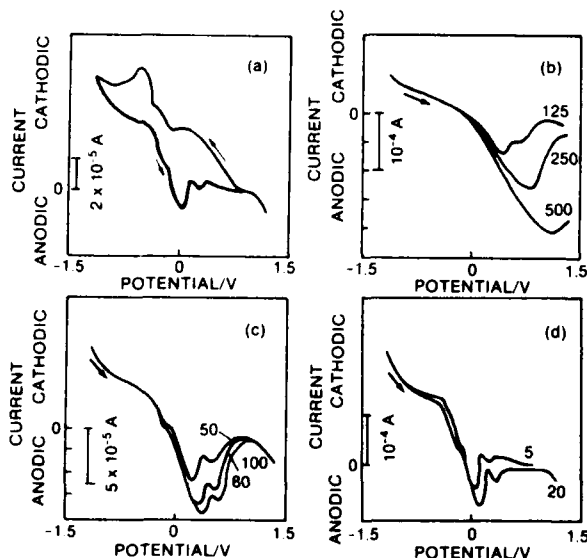 (a)
CURRENT
ANODIC CATHODIC
2 x 10⁻⁵ A
0
-1.5 0 1.5
POTENTIAL/V
(b)
CURRENT
ANODIC CATHODIC
10⁻⁴ A
0
125
250
500
-1.5 0 1.5
POTENTIAL/V
(c)
CURRENT
ANODIC CATHODIC
5 x 10⁻⁵ A
0
50
100
80
-1.5 0 1.5
POTENTIAL/V
(d)
CURRENT
ANODIC CATHODIC
10⁻⁴ A
0
5
20
-1.5 0 1.5
POTENTIAL/V